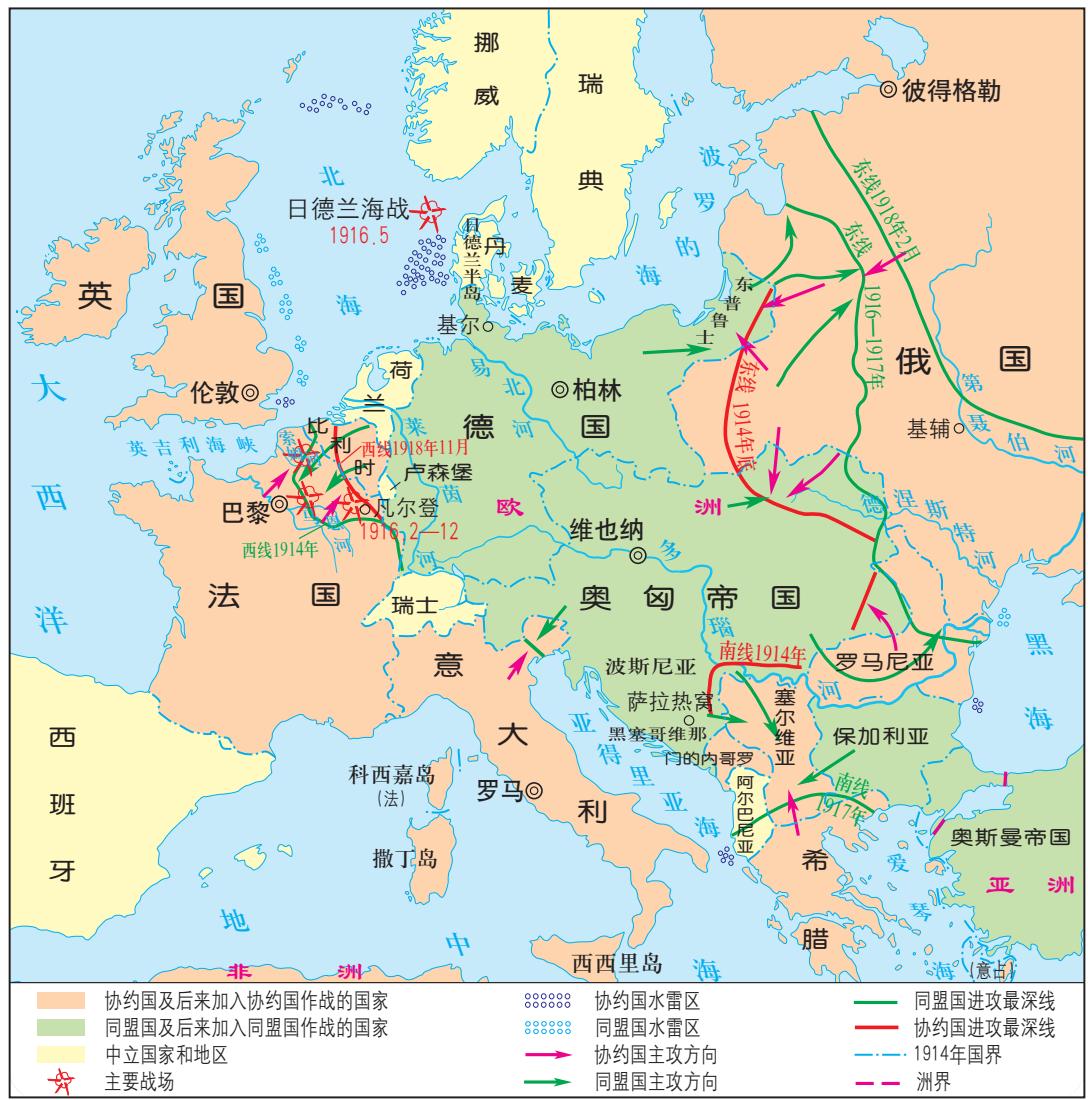 挪威
瑞典
彼得格勒
北海
日德兰海战
1916.5
波罗的海
东线1918年2月
东线 1916—1917年
日德兰半岛
丹麦
东普鲁士
基尔
英国
俄国
荷兰
伦敦
易北河
柏林
德国
东线 1914年底
第聂伯河
基辅
大西洋
英吉利海峡
比利时
莱茵河
西线1918年11月
卢森堡
巴黎
凡尔登
1916.2—12
西线1914年
欧洲
维也纳
多瑙河
德涅斯特河
法国
瑞士
奥匈帝国
黑海
意大利
波斯尼亚
南线1914年
罗马尼亚
萨拉热窝
黑塞哥维那
塞尔维亚
门的内哥罗
保加利亚
亚得里亚海
西班牙
科西嘉岛
(法)
罗马
阿尔巴尼亚
南线
1917年
撒丁岛
奥斯曼帝国
亚洲
希腊
爱琴海
地中海
非洲
西西里岛
(意占)
协约国及后来加入协约国作战的国家
同盟国及后来加入同盟国作战的国家
中立国家和地区
主要战场
协约国水雷区
同盟国水雷区
协约国主攻方向
同盟国主攻方向
同盟国进攻最深线
协约国进攻最深线
1914年国界
洲界